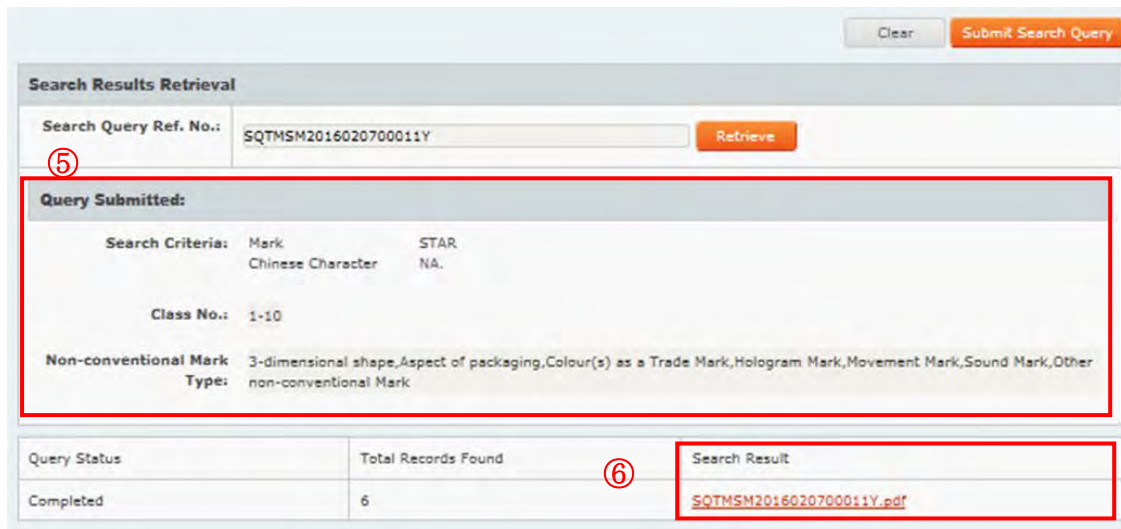 Clear Submit Search Query
Search Results Retrieval
Search Query Ref. No.: SQTMSM2016020700011Y Retrieve
⑤
Query Submitted:
Search Criteria: Mark STAR
Chinese Character NA.
Class No.: 1-10
Non-conventional Mark 3-dimensional shape,Aspect of packaging,Colour(s) as a Trade Mark,Hologram Mark,Movement Mark,Sound Mark,Other
Type: non-conventional Mark
Query Status Total Records Found Search Result
⑥
Completed 6 SQTMSM2016020700011Y.pdf